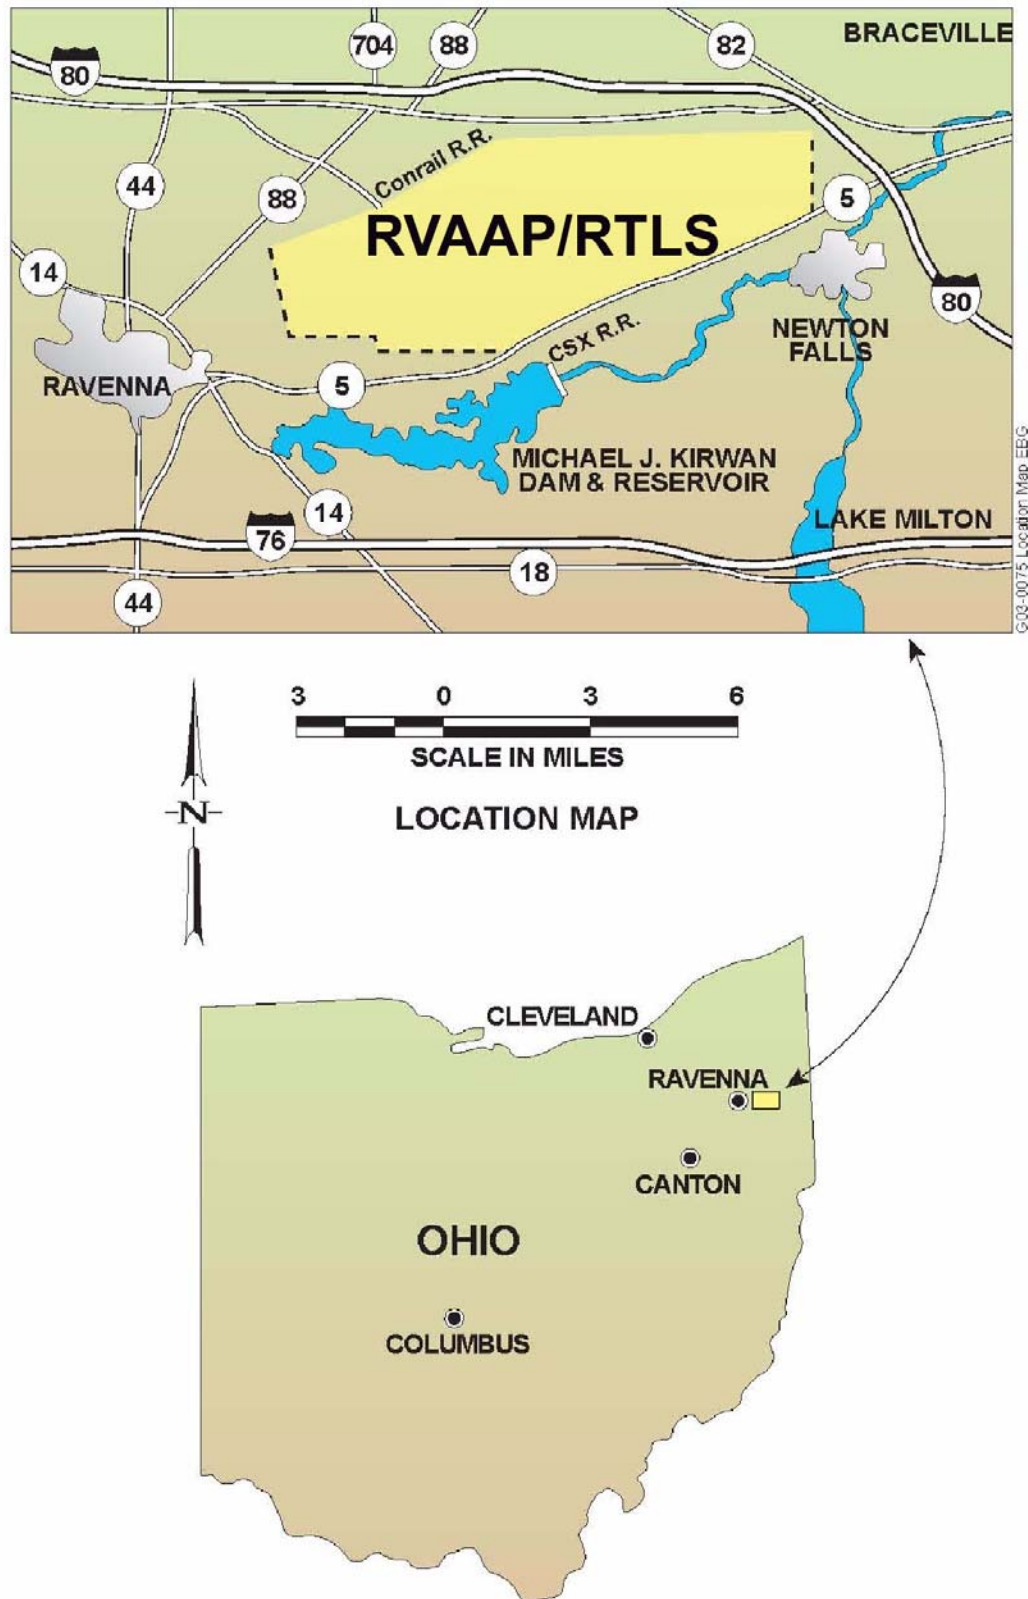 BRACEVILLE
80
704
88
82
Conrail R.R.
44
88
5
RVAAP/RTLS
14
80
NEWTON
FALLS
CSX R.R.
RAVENNA
5
MICHAEL J. KIRWAN
DAM & RESERVOIR
14
LAKE MILTON
76
18
44
G03-0075 Location Map EBG
3 0 3 6
SCALE IN MILES
N
LOCATION MAP
CLEVELAND
RAVENNA
CANTON
OHIO
COLUMBUS